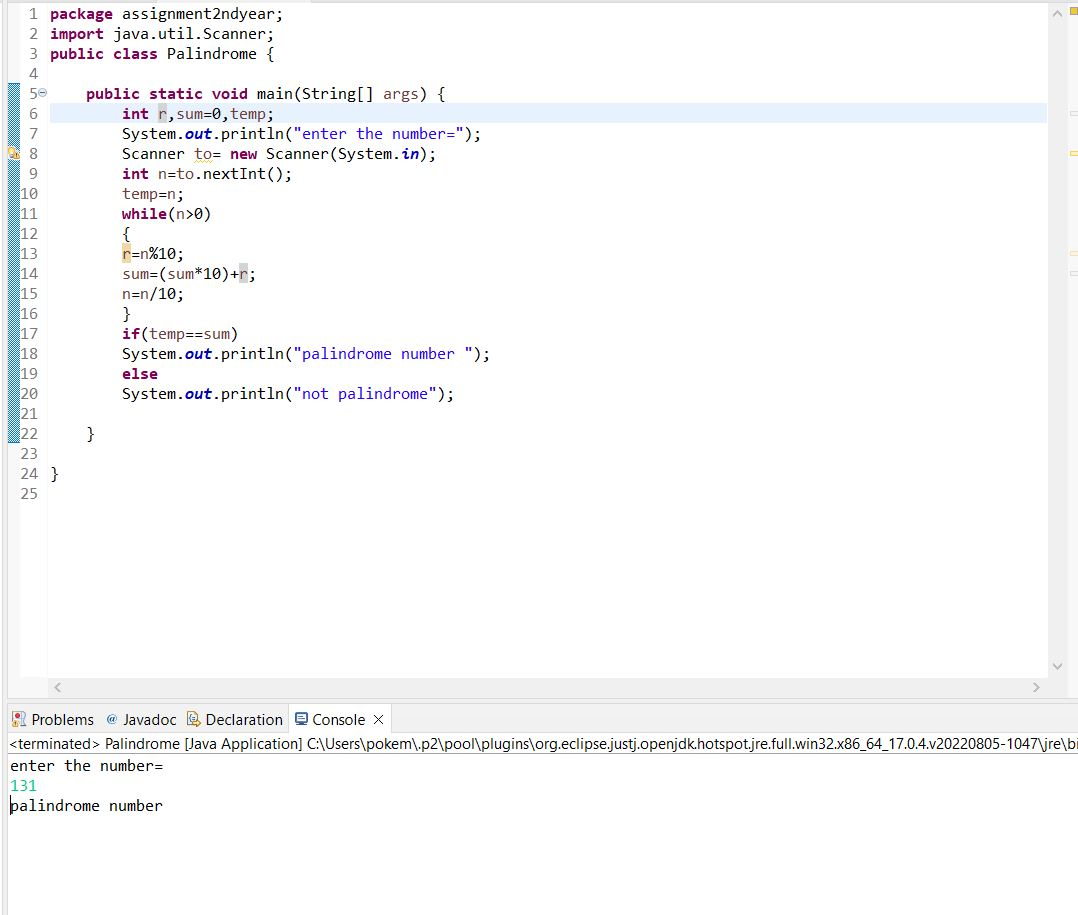 1 package assignment2ndyear;
2 import java.util.Scanner;
3 public class Palindrome {
4
5 public static void main(String[] args) {
6 int r,sum=0,temp;
7 System.out.println("enter the number=");
8 Scanner to= new Scanner(System.in);
9 int n=to.nextInt();
10 temp=n;
11 while(n>0)
12 {
13 r=n%10;
14 sum=(sum*10)+r;
15 n=n/10;
16 }
17 if(temp==sum)
18 System.out.println("palindrome number ");
19 else
20 System.out.println("not palindrome");
21
22 }
23
24 }
25
Problems @ Javadoc Declaration Console
<terminated> Palindrome [Java Application] C:\Users\pokem\.p2\pool\plugins\org.eclipse.justj.openjdk.hotspot.jre.full.win32.x86_64_17.0.4.v20220805-1047\jre\bi
enter the number=
131
palindrome number